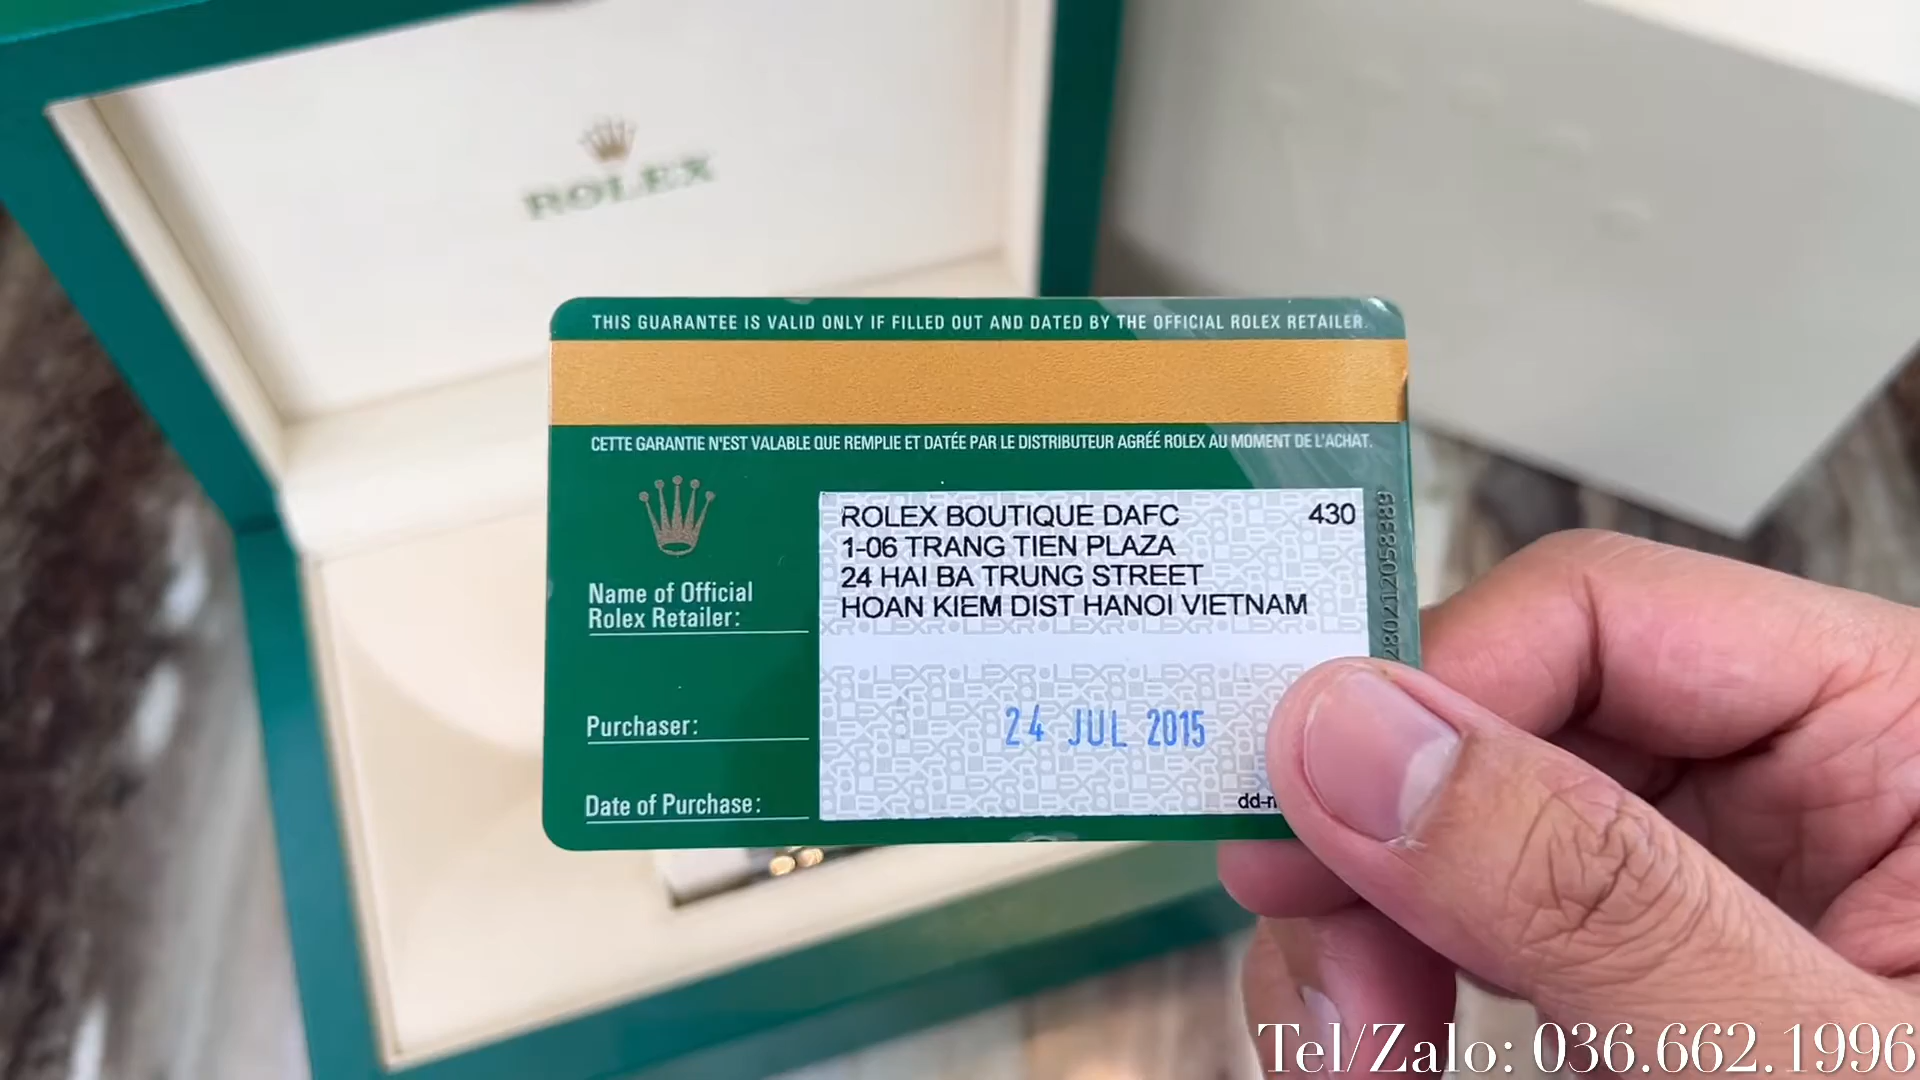 ROLEX
THIS GUARANTEE IS VALID ONLY IF FILLED OUT AND DATED BY THE OFFICIAL ROLEX RETAILER.
CETTE GARANTIE N'EST VALABLE QUE REMPLIE ET DATÉE PAR LE DISTRIBUTEUR AGRÉÉ ROLEX AU MOMENT DE L'ACHAT.
ROLEX BOUTIQUE DAFC 430
1-06 TRANG TIEN PLAZA
24 HAI BA TRUNG STREET
HOAN KIEM DIST HANOI VIETNAM
Name of Official
Rolex Retailer:
Purchaser:
24 JUL 2015
Date of Purchase:
Tel/Zalo: 036.662.1996